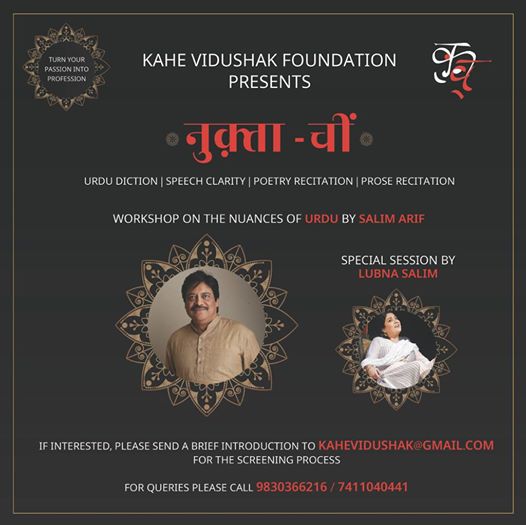 TURN YOUR
PASSION INTO
PROFESSION
KAHE VIDUSHAK FOUNDATION
PRESENTS
नुक़्ता - चीं
URDU DICTION | SPEECH CLARITY | POETRY RECITATION | PROSE RECITATION
WORKSHOP ON THE NUANCES OF URDU BY SALIM ARIF
SPECIAL SESSION BY
LUBNA SALIM
IF INTERESTED, PLEASE SEND A BRIEF INTRODUCTION TO KAHEVIDUSHAK@GMAIL.COM
FOR THE SCREENING PROCESS
FOR QUERIES PLEASE CALL 9830366216 / 7411040441